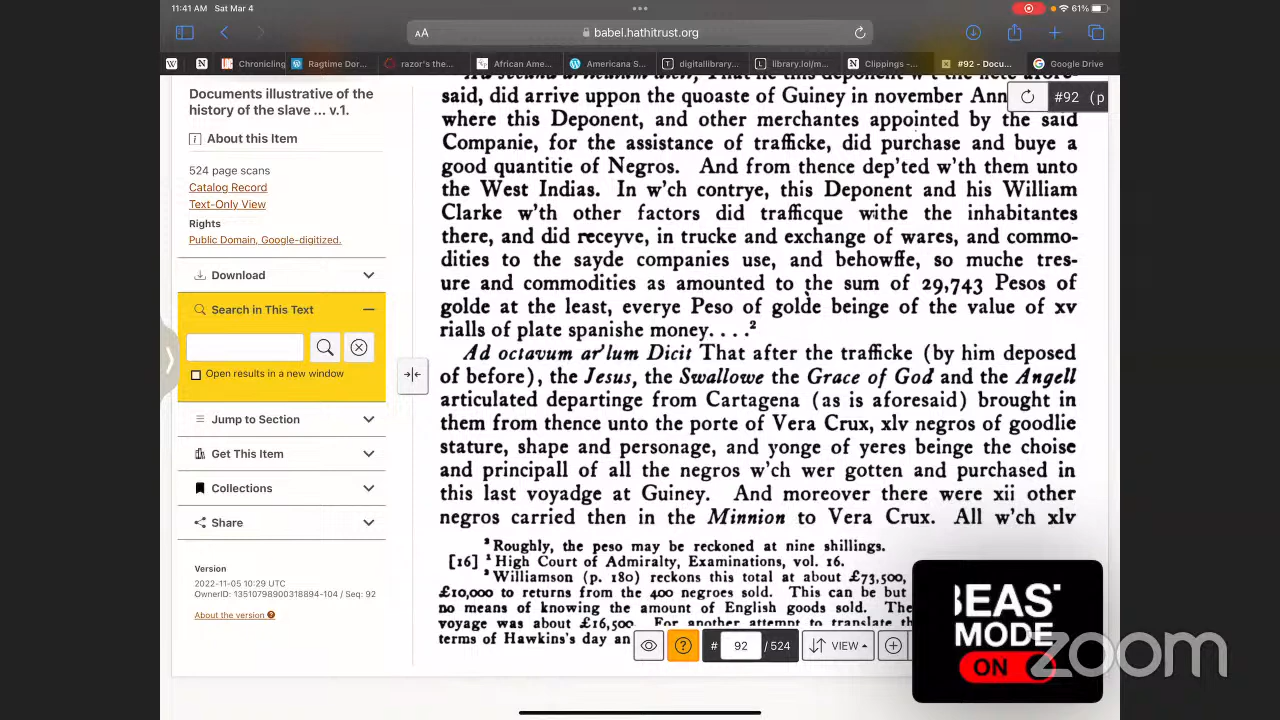 11:41 AM Sat Mar 4
61%
AA
babel.hathitrust.org
Chronicling
Ragtime Dor...
razor's the...
African Ame...
Americana S...
digitallibrary...
library.lol/m...
Clippings -...
#92 - Docu...
Google Drive
Documents illustrative of the
history of the slave ... v.1.
About this Item
524 page scans
Catalog Record
Text-Only View
Rights
Public Domain, Google-digitized.
Download
Search in This Text
Open results in a new window
Jump to Section
Get This Item
Collections
Share
Version
2022-11-05 10:29 UTC
OwnerID: 13510798900318894-104 / Seq: 92
About the version
#92 (p
said, did arrive uppon the quoaste of Guiney in november Ann
where this Deponent, and other merchantes appointed by the said
Companie, for the assistance of trafficke, did purchase and buye a
good quantitie of Negros. And from thence dep'ted w'th them unto
the West Indias. In w'ch contrye, this Deponent and his William
Clarke w'th other factors did trafficque withe the inhabitantes
there, and did receyve, in trucke and exchange of wares, and commo-
dities to the sayde companies use, and behowffe, so muche tres-
ure and commodities as amounted to the sum of 29,743 Pesos of
golde at the least, everye Peso of golde beinge of the value of xv
rialls of plate spanishe money. . . .²
Ad octavum ar'lum Dicit That after the trafficke (by him deposed
of before), the Jesus, the Swallowe the Grace of God and the Angell
articulated departinge from Cartagena (as is aforesaid) brought in
them from thence unto the porte of Vera Crux, xlv negros of goodlie
stature, shape and personage, and yonge of yeres beinge the choise
and principall of all the negros w'ch wer gotten and purchased in
this last voyadge at Guiney. And moreover there were xii other
negros carried then in the Minnion to Vera Crux. All w'ch xlv
Roughly, the peso may be reckoned at nine shillings.
[16] ¹ High Court of Admiralty, Examinations, vol. 16.
² Williamson (p. 180) reckons this total at about £73,500,
£10,000 to returns from the 400 negroes sold. This can be but
no means of knowing the amount of English goods sold. The
voyage was about £16,500. For another attempt to translate th
terms of Hawkins's day an
# 92 / 524
VIEW
BEAST
MODE
ON
zoom